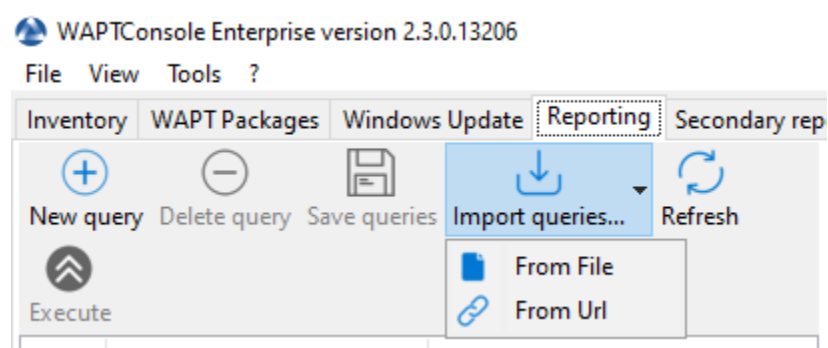 WAPTConsole Enterprise version 2.3.0.13206
File View Tools ?
Inventory WAPT Packages Windows Update Reporting Secondary rep
New query Delete query Save queries Import queries... Refresh
From File
Execute From Url